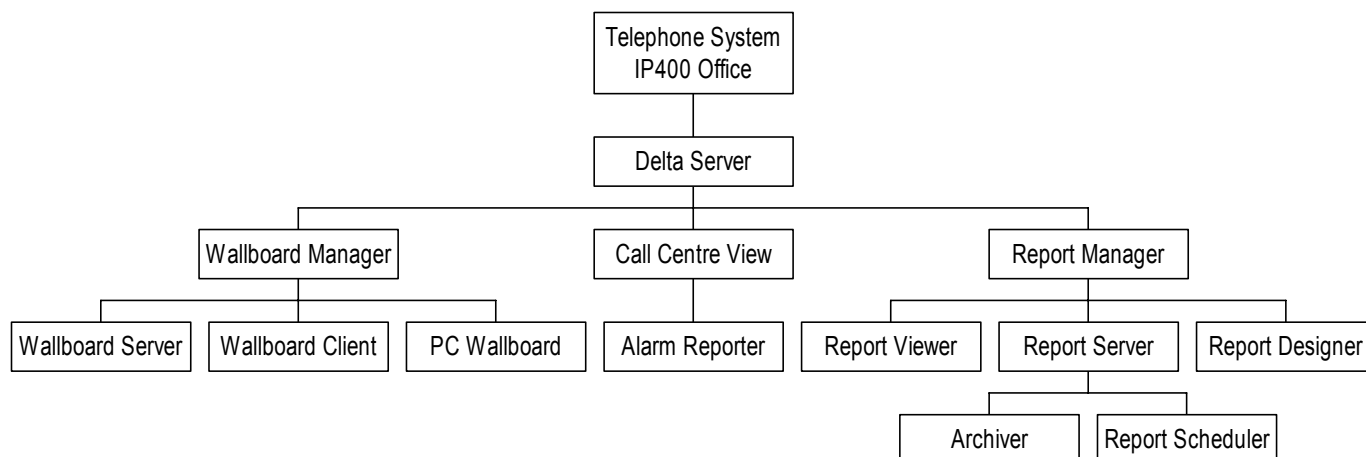 Telephone System
IP400 Office
Delta Server
Wallboard Manager
Call Centre View
Report Manager
Wallboard Server
Wallboard Client
PC Wallboard
Alarm Reporter
Report Viewer
Report Server
Report Designer
Archiver
Report Scheduler